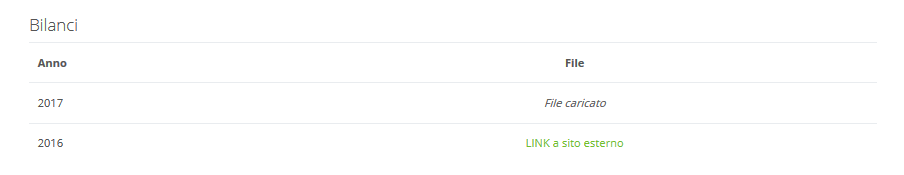 Bilanci
Anno File
2017 File caricato
2016 LINK a sito esterno